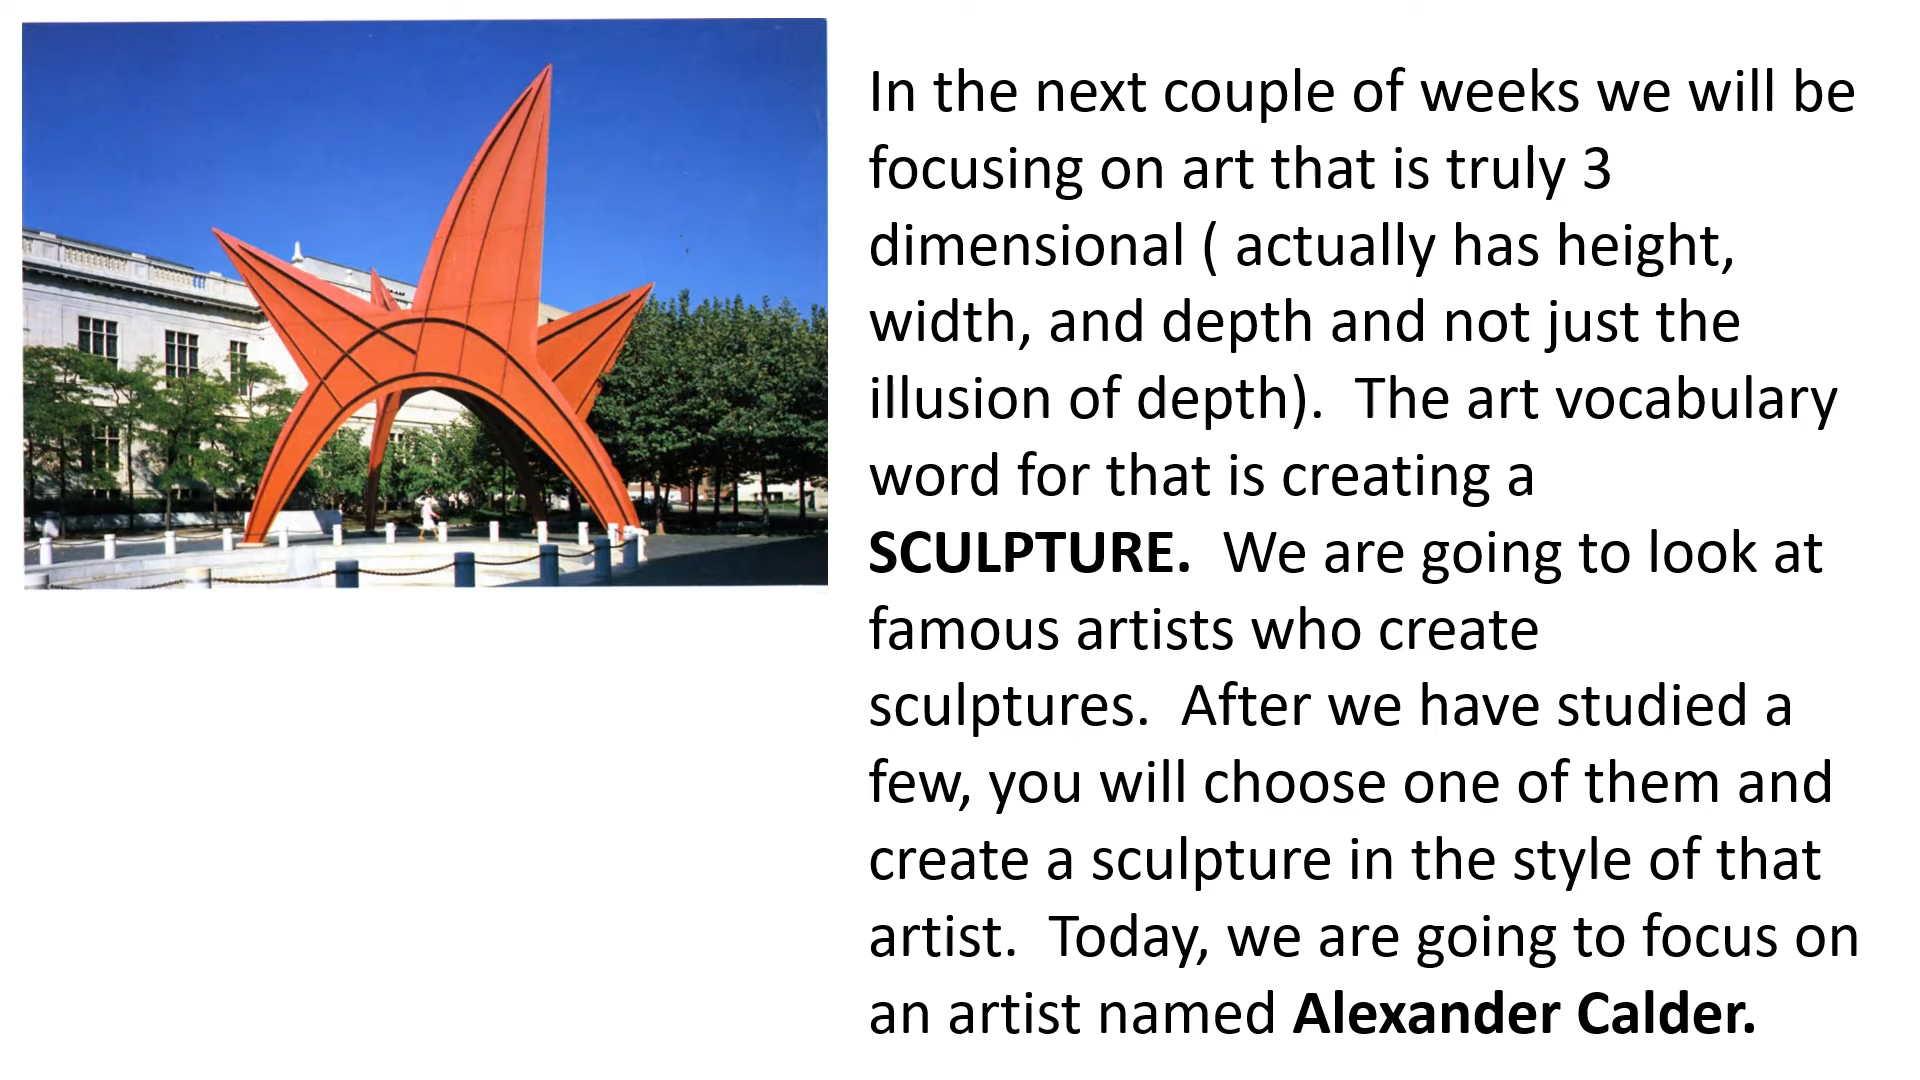 In the next couple of weeks we will be
focusing on art that is truly 3
dimensional ( actually has height,
width, and depth and not just the
illusion of depth).  The art vocabulary
word for that is creating a
SCULPTURE.  We are going to look at
famous artists who create
sculptures.  After we have studied a
few, you will choose one of them and
create a sculpture in the style of that
artist.  Today, we are going to focus on
an artist named Alexander Calder.